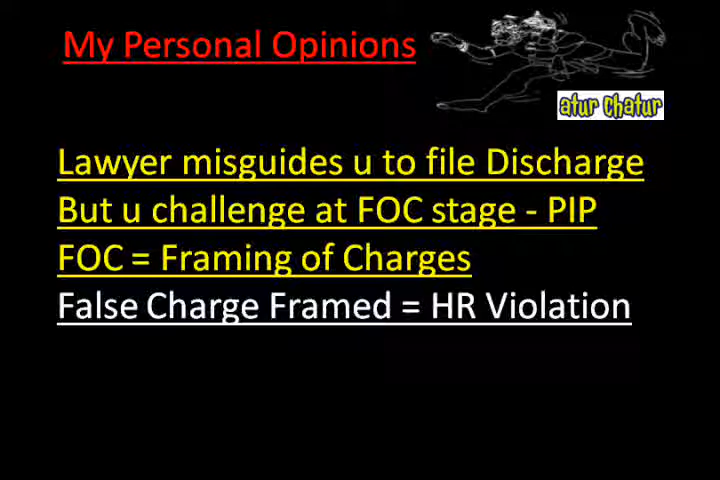 My Personal Opinions
atur chatur
Lawyer misguides u to file Discharge
But u challenge at FOC stage - PIP
FOC = Framing of Charges
False Charge Framed = HR Violation